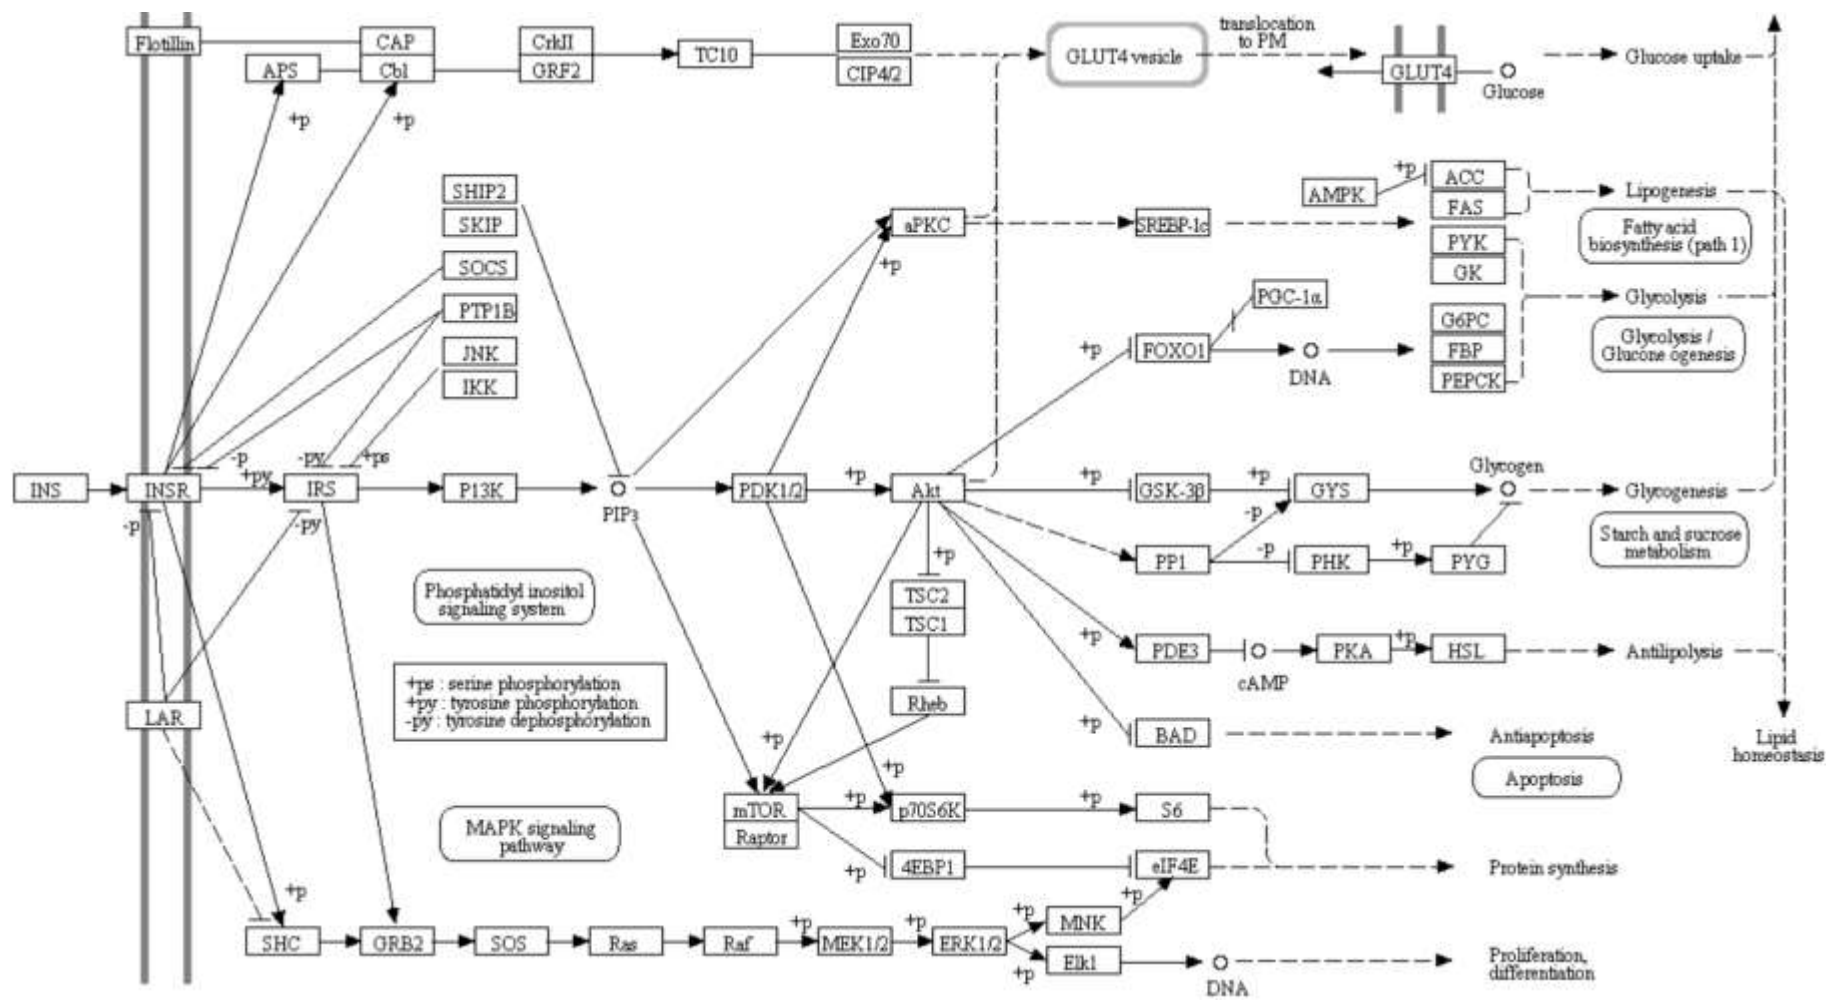 Flotillin
CAP
CrkII
TC10
Exo70
translocation
to PM
APS
Cbl
GRF2
CIP4/2
GLUT4 vesicle
GLUT4
Glucose
Glucose uptake
+p
+p
SHIP2
SKIP
SOCS
PTP1B
JNK
IKK
aPKC
+p
SREBP-1c
AMPK
+p
ACC
FAS
PYK
GK
Lipogenesis
Fatty acid
biosynthesis (path 1)
PGC-1α
G6PC
FBP
PEPCK
Glycolysis
Glycolysis /
Glucone ogenesis
+p
FOXO1
DNA
-p
+py
-py
+ps
INS
INSR
IRS
P13K
PIP3
PDK1/2
+p
Akt
+p
GSK-3β
+p
GYS
Glycogen
Glycogenesis
-p
-py
-p
-p
+p
PP1
PHK
+p
PYG
Starch and sucrose
metabolism
Phosphatidyl inositol
signaling system
TSC2
TSC1
+p
PDE3
cAMP
PKA
+p
HSL
Antilipolysis
+ps : serine phosphorylation
+py : tyrosine phosphorylation
-py : tyrosine dephosphorylation
LAR
Rheb
+p
+p
BAD
Antiapoptosis
Apoptosis
Lipid
homeostasis
+p
mTOR
Raptor
+p
p70S6K
+p
S6
MAPK signaling
pathway
+p
4EBP1
eIF4E
Protein synthesis
+p
+p
+p
+p
+p
MNK
SHC
GRB2
SOS
Ras
Raf
MEK1/2
ERK1/2
+p
Elk1
DNA
Proliferation,
differentiation